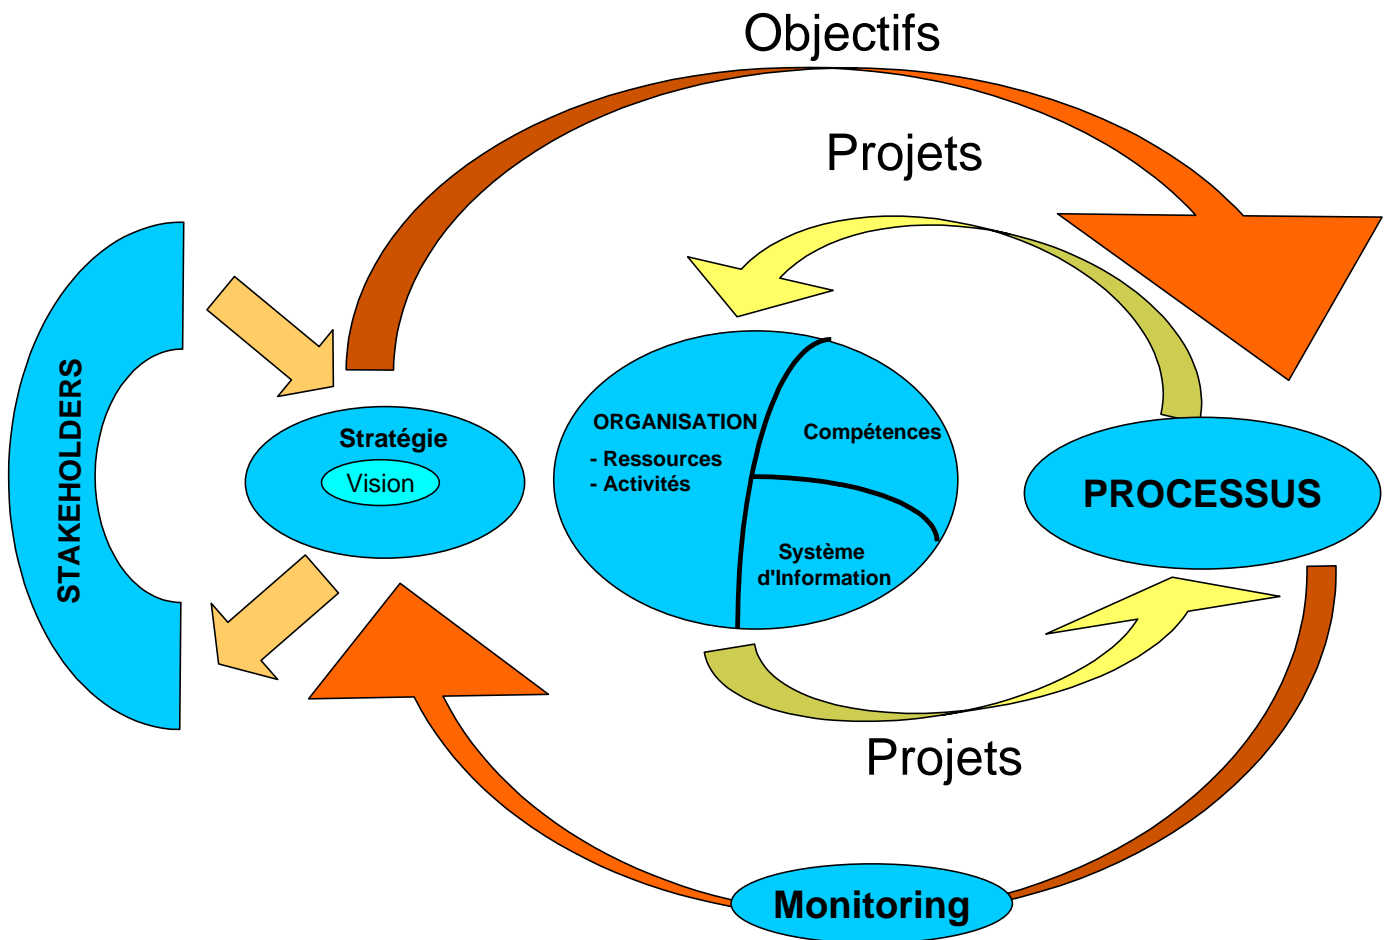 Objectifs
Projets
STAKEHOLDERS
Stratégie
Vision
ORGANISATION
- Ressources
- Activités
Compétences
Système
d'Information
PROCESSUS
Projets
Monitoring